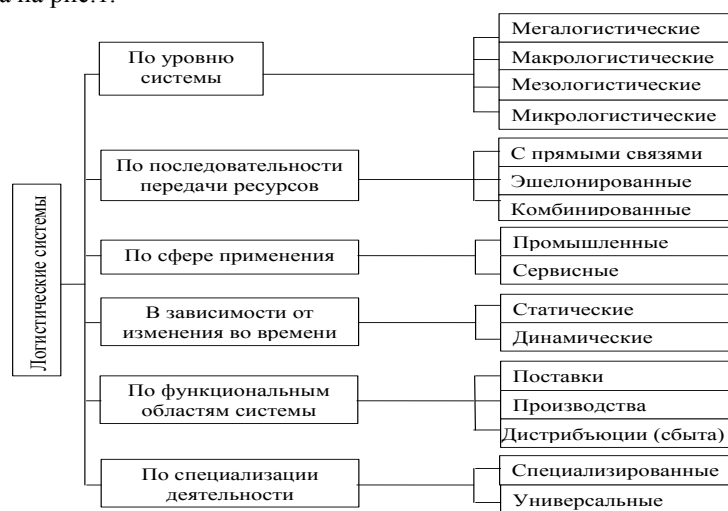 на рис.1.
Логистические системы
По уровню
системы
Мегалогистические
Макрологистические
Мезологистические
Микрологистические
По последовательности
передачи ресурсов
С прямыми связями
Эшелонированные
Комбинированные
По сфере применения
Промышленные
Сервисные
В зависимости от
изменения во времени
Статические
Динамические
По функциональным
областям системы
Поставки
Производства
Дистрибъюции (сбыта)
По специализации
деятельности
Специализированные
Универсальные